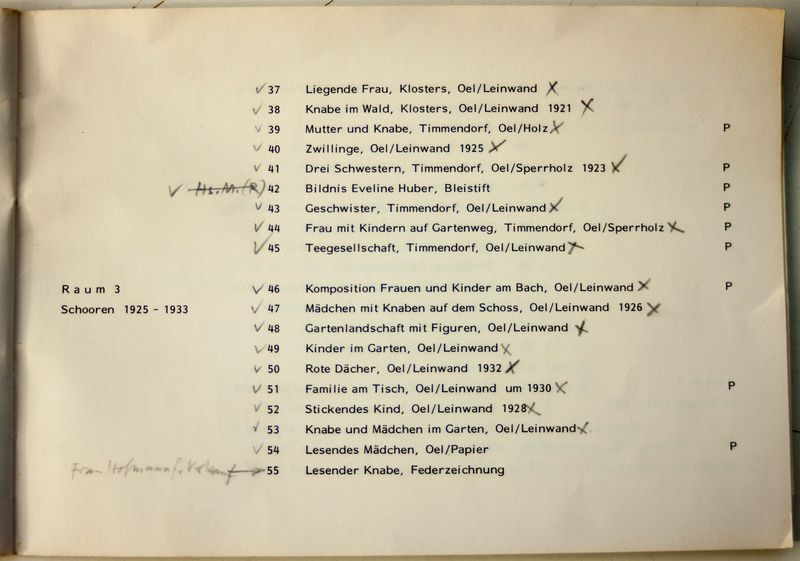 37 Liegende Frau, Klosters, Oel/Leinwand
38 Knabe im Wald, Klosters, Oel/Leinwand 1921
39 Mutter und Knabe, Timmendorf, Oel/Holz P
40 Zwillinge, Oel/Leinwand 1925
41 Drei Schwestern, Timmendorf, Oel/Sperrholz 1923 P
42 Bildnis Eveline Huber, Bleistift P
43 Geschwister, Timmendorf, Oel/Leinwand P
44 Frau mit Kindern auf Gartenweg, Timmendorf, Oel/Sperrholz P
45 Teegesellschaft, Timmendorf, Oel/Leinwand P
Raum 3 46 Komposition Frauen und Kinder am Bach, Oel/Leinwand P
Schooren 1925 - 1933 47 Mädchen mit Knaben auf dem Schoss, Oel/Leinwand 1926
48 Gartenlandschaft mit Figuren, Oel/Leinwand
49 Kinder im Garten, Oel/Leinwand
50 Rote Dächer, Oel/Leinwand 1932
51 Familie am Tisch, Oel/Leinwand um 1930 P
52 Stickendes Kind, Oel/Leinwand 1928
53 Knabe und Mädchen im Garten, Oel/Leinwand
54 Lesendes Mädchen, Oel/Papier P
Frau Hofmann 55 Lesender Knabe, Federzeichnung